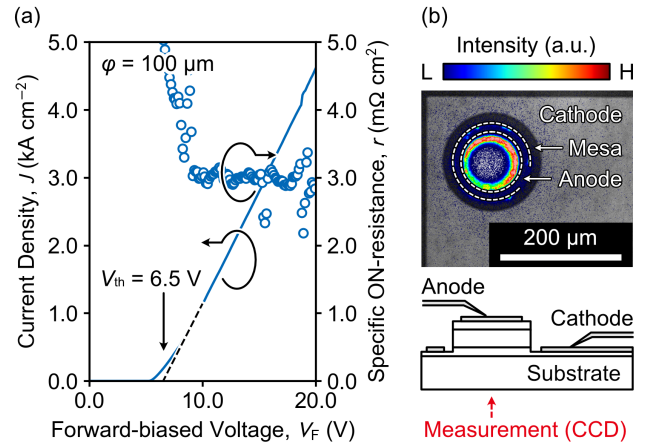 (a)
φ = 100 μm
V_th = 6.5 V
5.0
4.0
3.0
2.0
1.0
0.0
Current Density, J (kA cm⁻²)
5.0
4.0
3.0
2.0
1.0
0.0
Specific ON-resistance, r (mΩ cm²)
0.0 10.0 20.0
Forward-biased Voltage, V_F (V)
(b)
Intensity (a.u.)
L H
Cathode
Mesa
Anode
200 μm
Anode
Cathode
Substrate
Measurement (CCD)